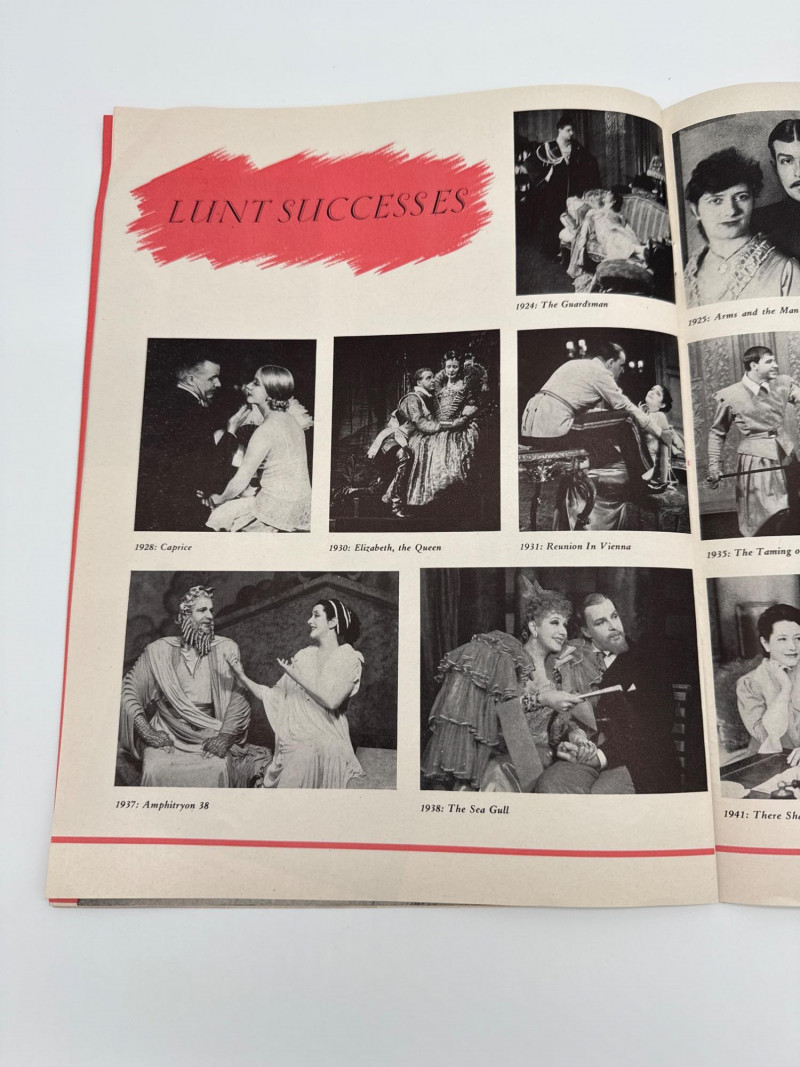 LUNT SUCCESSES
1924: The Guardsman
1925: Arms and the Man
1928: Caprice
1930: Elizabeth, the Queen
1931: Reunion In Vienna
1935: The Taming o
1937: Amphitryon 38
1938: The Sea Gull
1941: There Sha